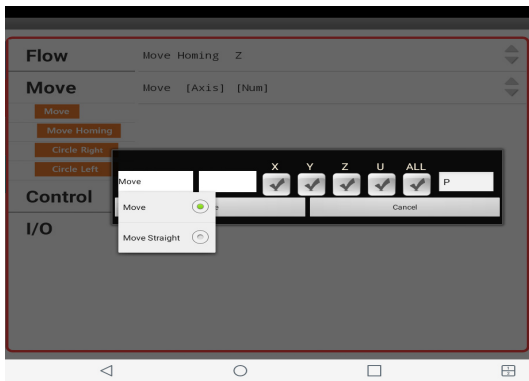 Flow
Move Homing Z
Move
Move [Axis] [Num]
Move
Move Homing
Circle Right
Circle Left
X Y Z U ALL
Move
P
Cancel
Move
Move Straight
Control
I/O